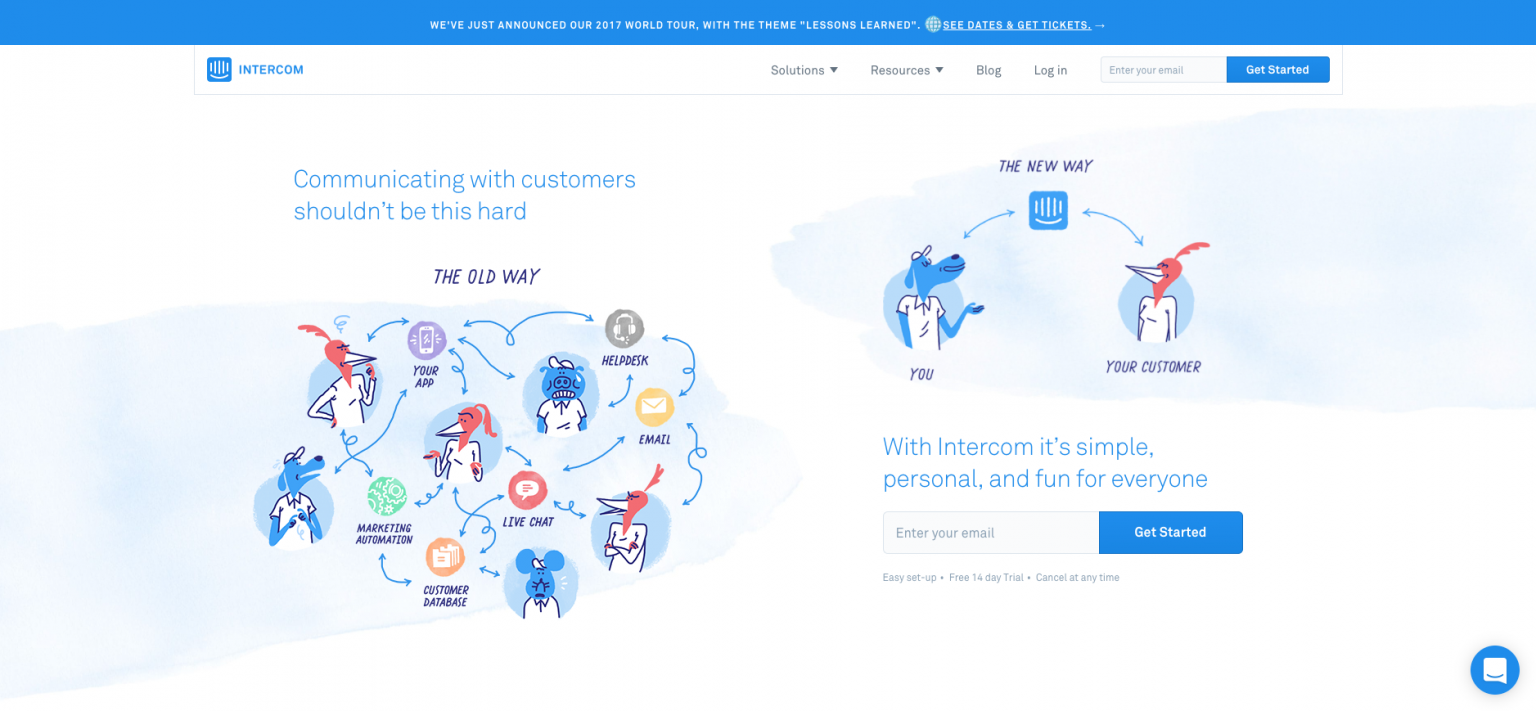 WE'VE JUST ANNOUNCED OUR 2017 WORLD TOUR, WITH THE THEME "LESSONS LEARNED". SEE DATES & GET TICKETS. →
INTERCOM
Solutions
Resources
Blog
Log in
Enter your email
Get Started
Communicating with customers
shouldn't be this hard
THE OLD WAY
YOUR
APP
HELPDESK
EMAIL
MARKETING
AUTOMATION
LIVE CHAT
CUSTOMER
DATABASE
THE NEW WAY
YOU
YOUR CUSTOMER
With Intercom it's simple,
personal, and fun for everyone
Enter your email
Get Started
Easy set-up • Free 14 day Trial • Cancel at any time